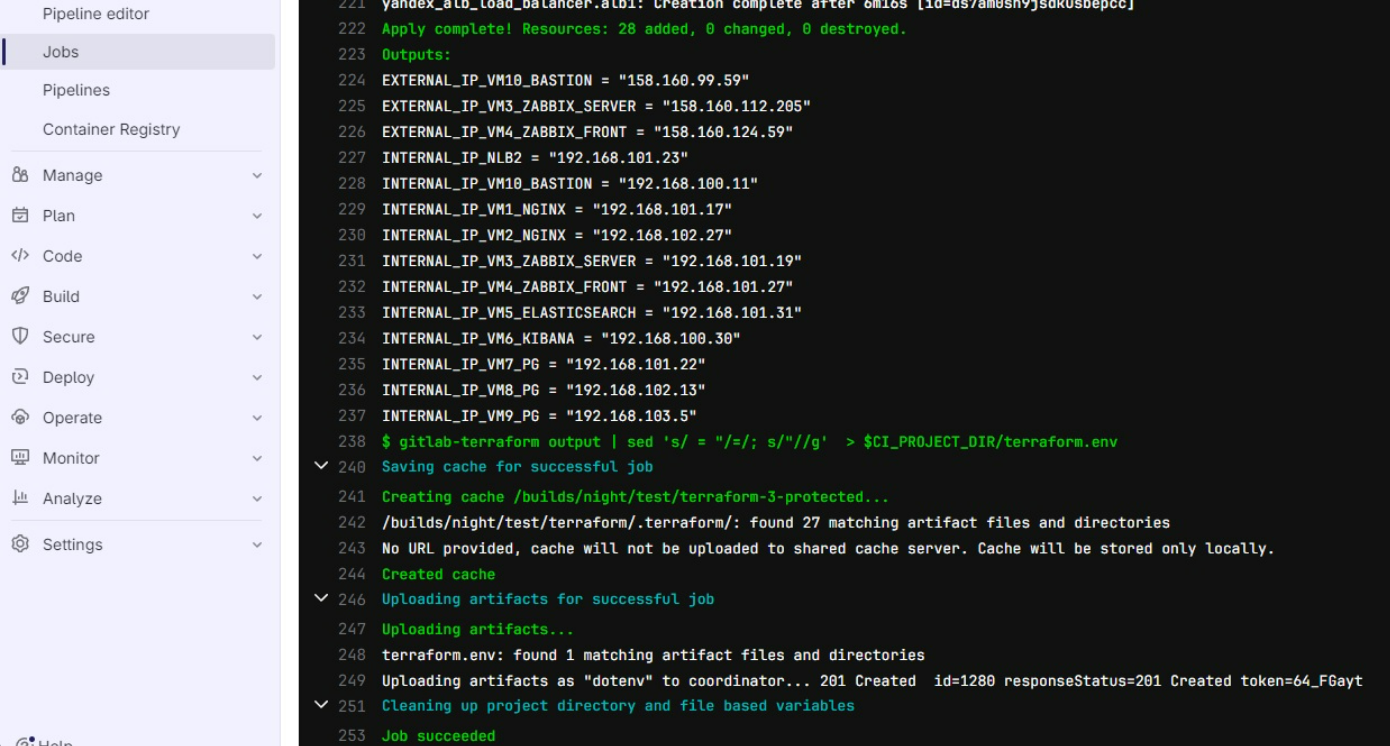 Pipeline editor
Jobs
Pipelines
Container Registry
Manage
Plan
Code
Build
Secure
Deploy
Operate
Monitor
Analyze
Settings
Help
221 yandex_alb_load_balancer.alb1: Creation complete after 6m16s
222 Apply complete! Resources: 28 added, 0 changed, 0 destroyed.
223 Outputs:
224 EXTERNAL_IP_VM10_BASTION = "158.160.99.59"
225 EXTERNAL_IP_VM3_ZABBIX_SERVER = "158.160.112.205"
226 EXTERNAL_IP_VM4_ZABBIX_FRONT = "158.160.124.59"
227 INTERNAL_IP_NLB2 = "192.168.101.23"
228 INTERNAL_IP_VM10_BASTION = "192.168.100.11"
229 INTERNAL_IP_VM1_NGINX = "192.168.101.17"
230 INTERNAL_IP_VM2_NGINX = "192.168.102.27"
231 INTERNAL_IP_VM3_ZABBIX_SERVER = "192.168.101.19"
232 INTERNAL_IP_VM4_ZABBIX_FRONT = "192.168.101.27"
233 INTERNAL_IP_VM5_ELASTICSEARCH = "192.168.101.31"
234 INTERNAL_IP_VM6_KIBANA = "192.168.100.30"
235 INTERNAL_IP_VM7_PG = "192.168.101.22"
236 INTERNAL_IP_VM8_PG = "192.168.102.13"
237 INTERNAL_IP_VM9_PG = "192.168.103.5"
238 $ gitlab-terraform output | sed 's/ = "/=/; s/"//g'  > $CI_PROJECT_DIR/terraform.env
240 Saving cache for successful job
241 Creating cache /builds/night/test/terraform-3-protected...
242 /builds/night/test/terraform/.terraform/: found 27 matching artifact files and directories
243 No URL provided, cache will not be uploaded to shared cache server. Cache will be stored only locally.
244 Created cache
246 Uploading artifacts for successful job
247 Uploading artifacts...
248 terraform.env: found 1 matching artifact files and directories
249 Uploading artifacts as "dotenv" to coordinator... 201 Created  id=1280 responseStatus=201 Created token=64_FGayt
251 Cleaning up project directory and file based variables
253 Job succeeded